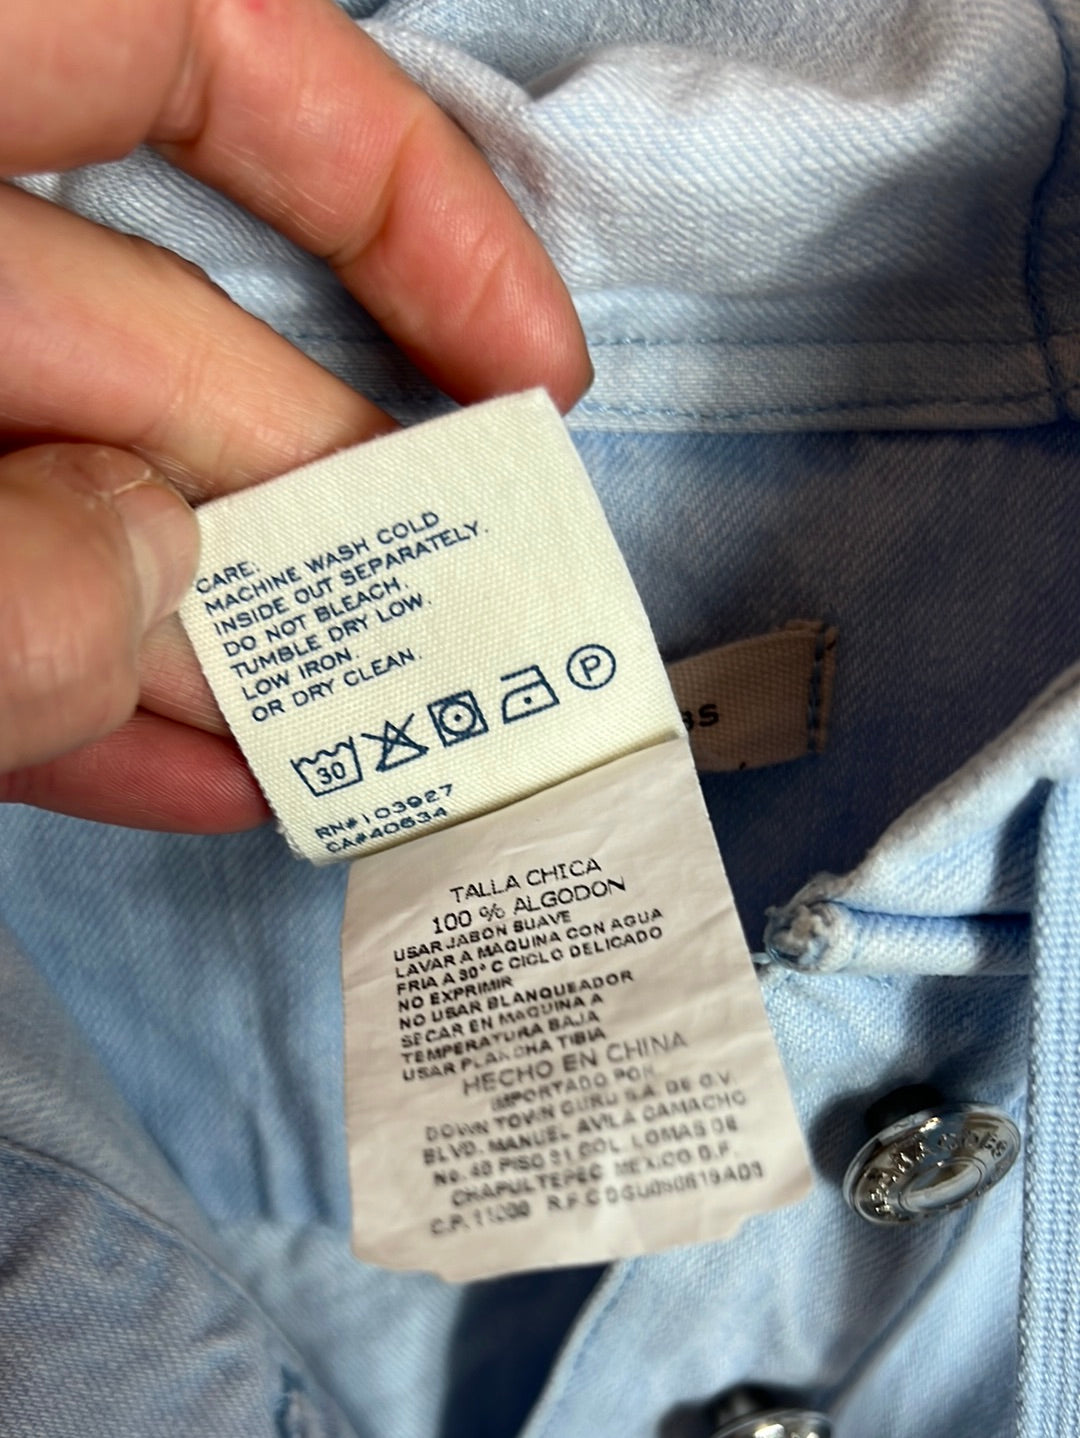 CARE:
MACHINE WASH COLD
INSIDE OUT SEPARATELY.
DO NOT BLEACH.
TUMBLE DRY LOW.
LOW IRON.
OR DRY CLEAN.
30
P
RN#103927
CA#40634
BS
TALLA CHICA
100 % ALGODON
USAR JABON SUAVE
LAVAR A MAQUINA CON AGUA
FRIA A 30° C CICLO DELICADO
NO EXPRIMIR
NO USAR BLANQUEADOR
SECAR EN MAQUINA A
TEMPERATURA BAJA
USAR PLANCHA TIBIA
HECHO EN CHINA
IMPORTADO POR
DOWN TOWN GURU S.A. DE C.V.
BLVD. MANUEL AVILA CAMACHO
No. 40 PISO 21 COL. LOMAS DE
CHAPULTEPEC MEXICO D.F.
C.P. 11000 R.F.C